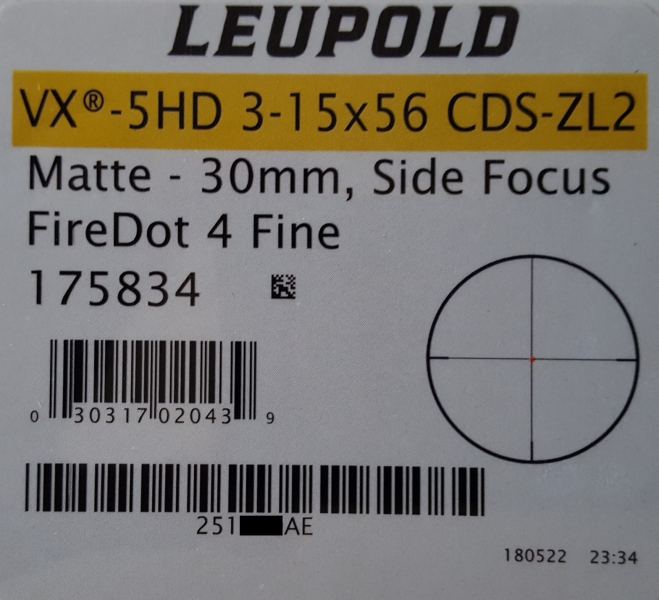 LEUPOLD
VX®-5HD 3-15x56 CDS-ZL2
Matte - 30mm, Side Focus
FireDot 4 Fine
175834
0 30317 02043 9
251 AE
180522 23:34